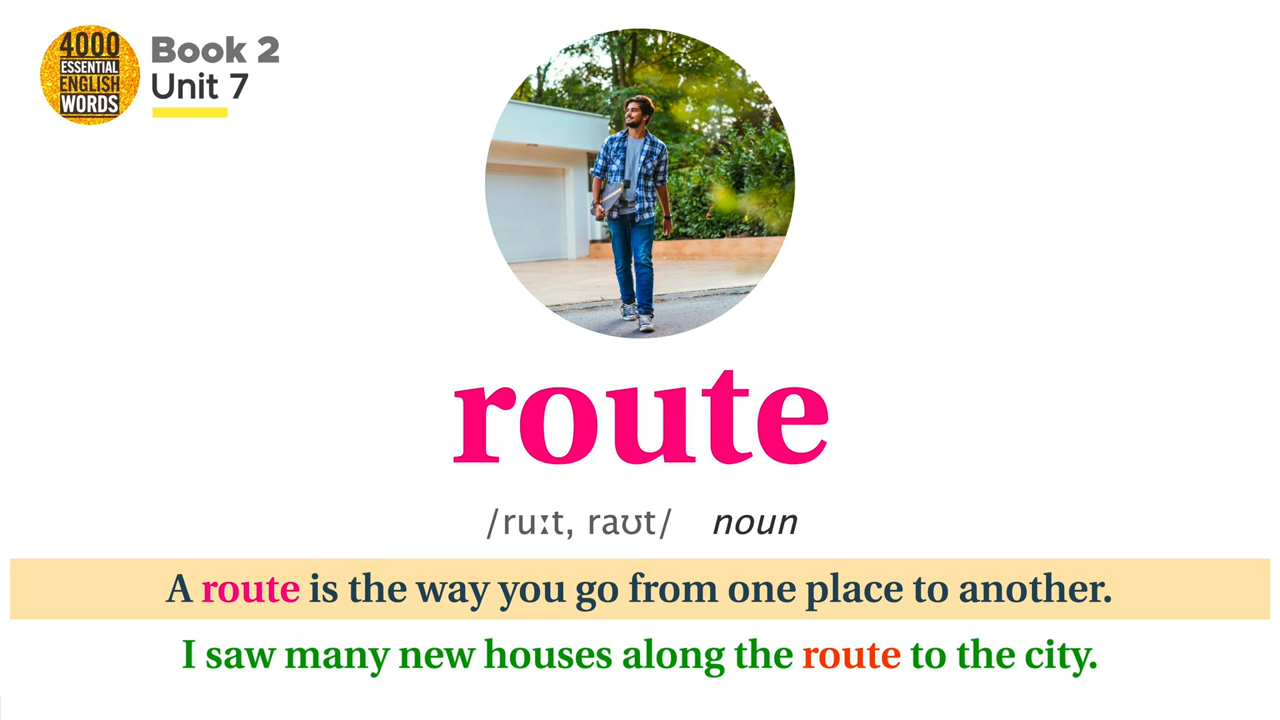 4000
ESSENTIAL
ENGLISH
WORDS
Book 2
Unit 7
route
/ruːt, raʊt/ noun
A route is the way you go from one place to another.
I saw many new houses along the route to the city.